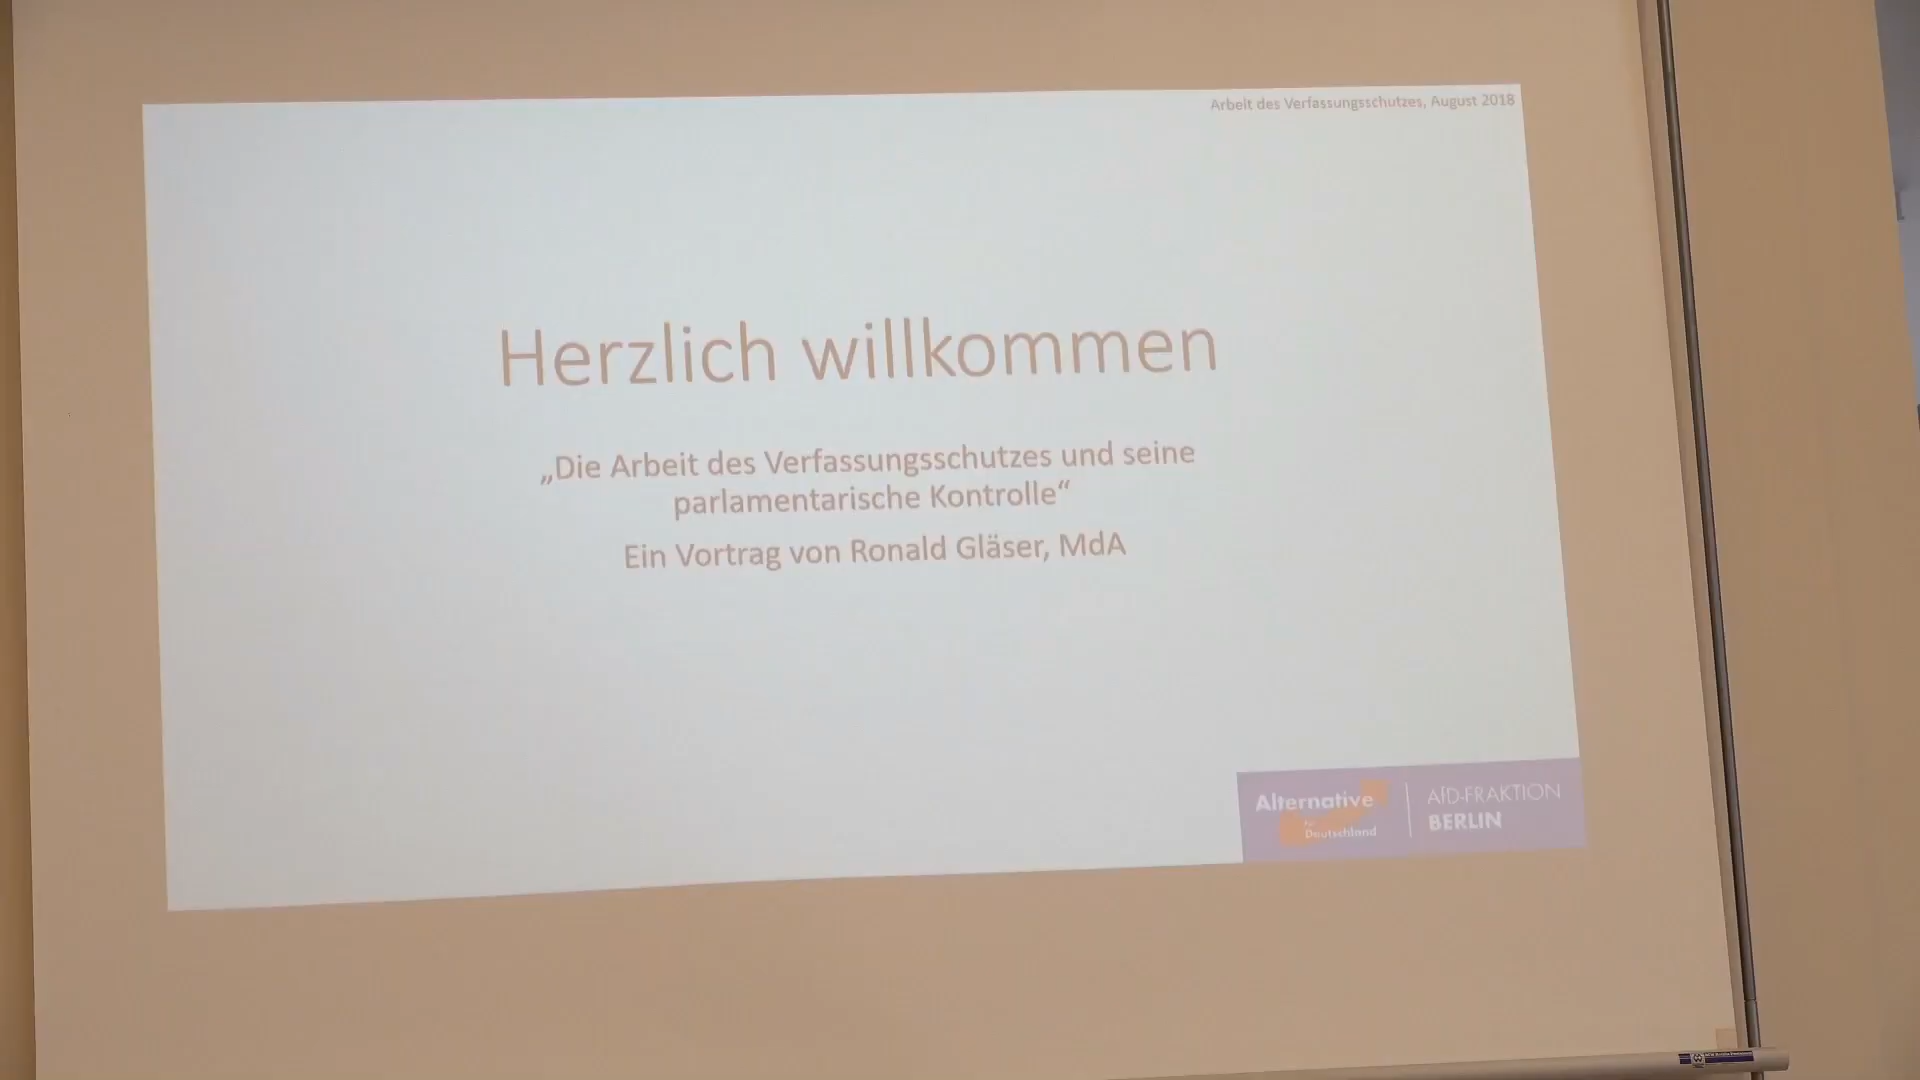 Arbeit des Verfassungsschutzes, August 2018
Herzlich willkommen
„Die Arbeit des Verfassungsschutzes und seine
parlamentarische Kontrolle“
Ein Vortrag von Ronald Gläser, MdA
Alternative
für
Deutschland
AfD-FRAKTION
BERLIN